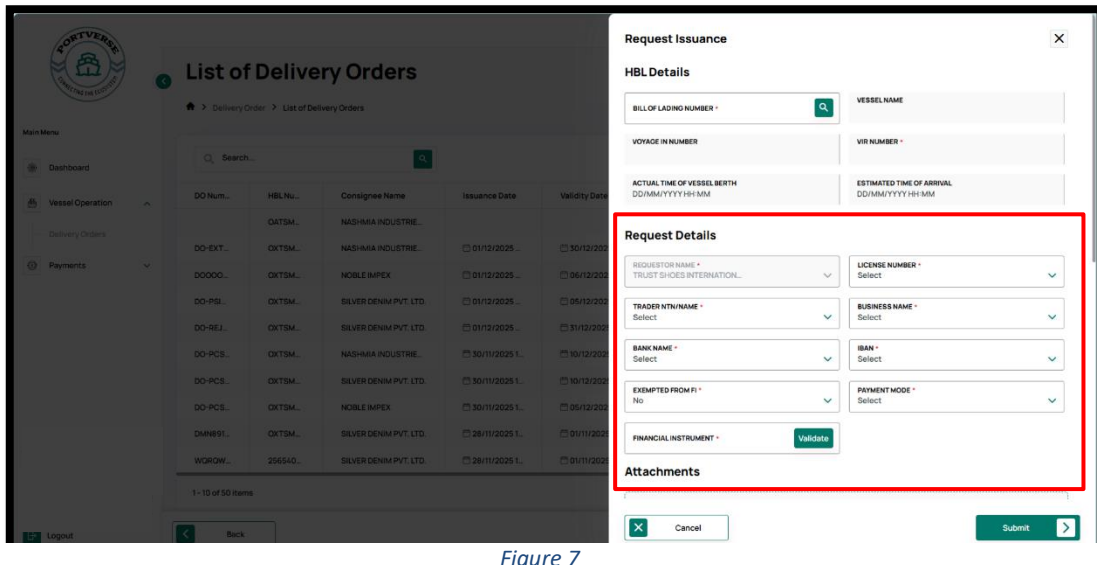 PORTVERSE
CONNECTING THE ECOSYSTEM
Main Menu
Dashboard
Vessel Operation
Delivery Orders
Payments
Logout
List of Delivery Orders
Delivery Order > List of Delivery Orders
Search...
DO Num... HBL Nu... Consignee Name Issuance Date Validity Date
OATSM... NASHMIA INDUSTRIE...
DO-EXT... OXTSM... NASHMIA INDUSTRIE... 01/12/2025 ... 30/12/202
DOOOO... OXTSM... NOBLE IMPEX 01/12/2025 ... 06/12/202
DO-PSI... OXTSM... SILVER DENIM PVT. LTD. 01/12/2025 ... 05/12/202
DO-REJ... OXTSM... SILVER DENIM PVT. LTD. 01/12/2025 ... 31/12/2025
DO-PCS... OXTSM... NASHMIA INDUSTRIE... 30/11/2025 1... 10/12/202
DO-PCS... OXTSM... SILVER DENIM PVT. LTD. 30/11/2025 1... 10/12/202
DO-PCS... OXTSM... NOBLE IMPEX 30/11/2025 1... 05/12/202
DMN891... OXTSM... SILVER DENIM PVT. LTD. 28/11/2025 1... 01/11/2025
WQRQW... 256540... SILVER DENIM PVT. LTD. 28/11/2025 1... 01/11/2025
1 - 10 of 50 items
Back
Request Issuance
HBL Details
BILL OF LADING NUMBER * VESSEL NAME
VOYAGE IN NUMBER VIR NUMBER *
ACTUAL TIME OF VESSEL BERTH ESTIMATED TIME OF ARRIVAL
DD/MM/YYYY HH:MM DD/MM/YYYY HH:MM
Request Details
REQUESTOR NAME * LICENSE NUMBER *
TRUST SHOES INTERNATION... Select
TRADER NTN/NAME * BUSINESS NAME *
Select Select
BANK NAME * IBAN *
Select Select
EXEMPTED FROM FI * PAYMENT MODE *
No Select
FINANCIAL INSTRUMENT * Validate
Attachments
Cancel Submit
Figure 7